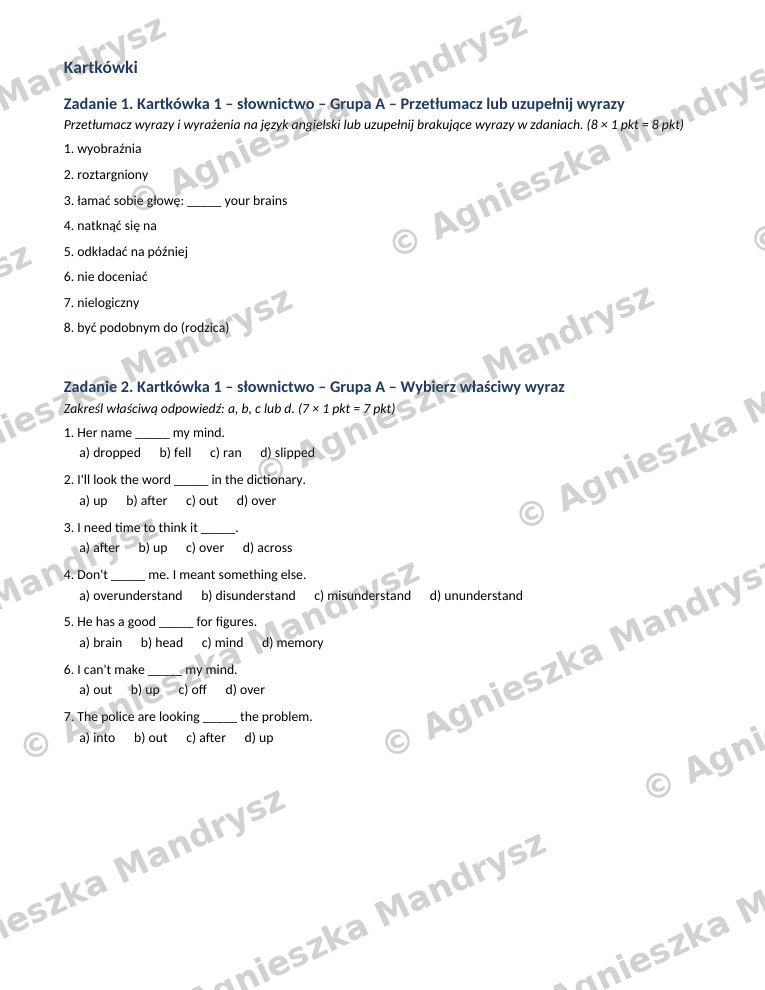 Kartkówki
Zadanie 1. Kartkówka 1 – słownictwo – Grupa A – Przetłumacz lub uzupełnij wyrazy
Przetłumacz wyrazy i wyrażenia na język angielski lub uzupełnij brakujące wyrazy w zdaniach. (8 × 1 pkt = 8 pkt)
1. wyobraźnia
2. roztargniony
3. łamać sobie głowę: _____ your brains
4. natknąć się na
5. odkładać na później
6. nie doceniać
7. nielogiczny
8. być podobnym do (rodzica)
Zadanie 2. Kartkówka 1 – słownictwo – Grupa A – Wybierz właściwy wyraz
Zakreśl właściwą odpowiedź: a, b, c lub d. (7 × 1 pkt = 7 pkt)
1. Her name _____ my mind.
a) dropped b) fell c) ran d) slipped
2. I'll look the word _____ in the dictionary.
a) up b) after c) out d) over
3. I need time to think it _____.
a) after b) up c) over d) across
4. Don't _____ me. I meant something else.
a) overunderstand b) disunderstand c) misunderstand d) ununderstand
5. He has a good _____ for figures.
a) brain b) head c) mind d) memory
6. I can't make _____ my mind.
a) out b) up c) off d) over
7. The police are looking _____ the problem.
a) into b) out c) after d) up
© Agnieszka Mandrysz